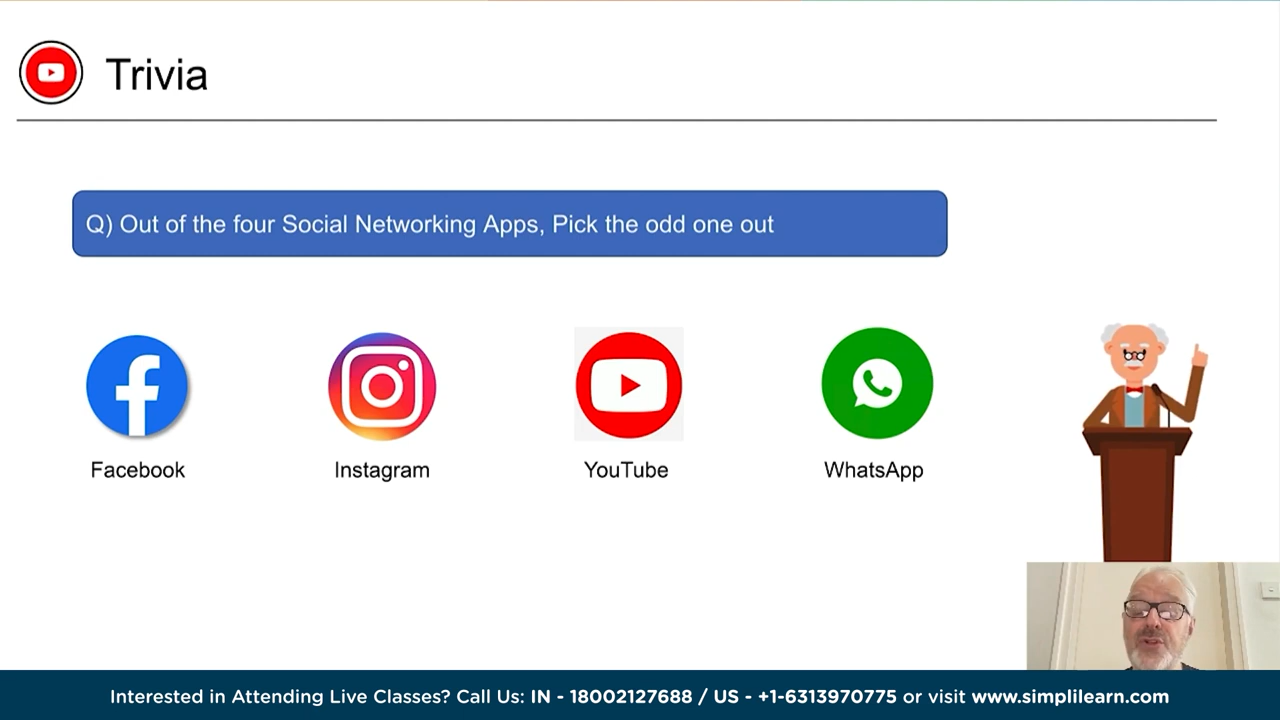 Trivia
Q) Out of the four Social Networking Apps, Pick the odd one out
Facebook
Instagram
YouTube
WhatsApp
Interested in Attending Live Classes? Call Us: IN - 18002127688 / US - +1-6313970775 or visit www.simplilearn.com